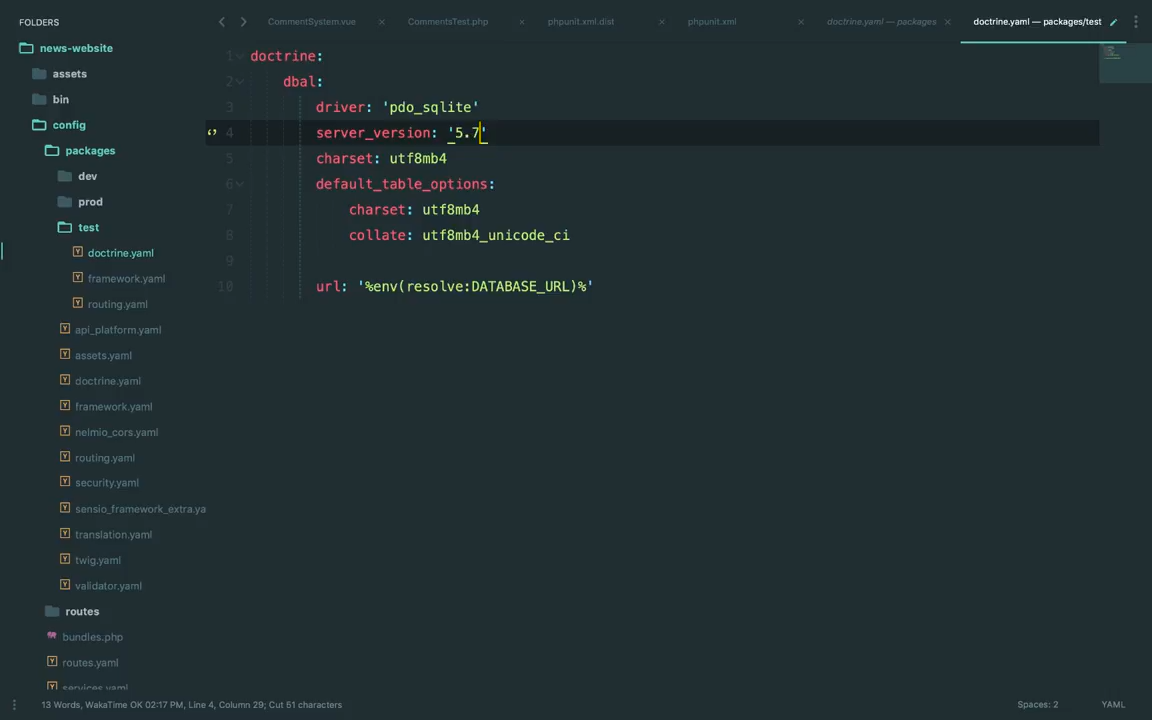 FOLDERS
news-website
assets
bin
config
packages
dev
prod
test
doctrine.yaml
framework.yaml
routing.yaml
api_platform.yaml
assets.yaml
doctrine.yaml
framework.yaml
nelmio_cors.yaml
routing.yaml
security.yaml
sensio_framework_extra.ya
translation.yaml
twig.yaml
validator.yaml
routes
bundles.php
routes.yaml
services.yaml
CommentSystem.vue
CommentsTest.php
phpunit.xml.dist
phpunit.xml
doctrine.yaml — packages
doctrine.yaml — packages/test
1 doctrine:
2 dbal:
3 driver: 'pdo_sqlite'
4 server_version: '5.7'
5 charset: utf8mb4
6 default_table_options:
7 charset: utf8mb4
8 collate: utf8mb4_unicode_ci
9
10 url: '%env(resolve:DATABASE_URL)%'
13 Words, WakaTime OK 02:17 PM, Line 4, Column 29; Cut 51 characters
Spaces: 2
YAML